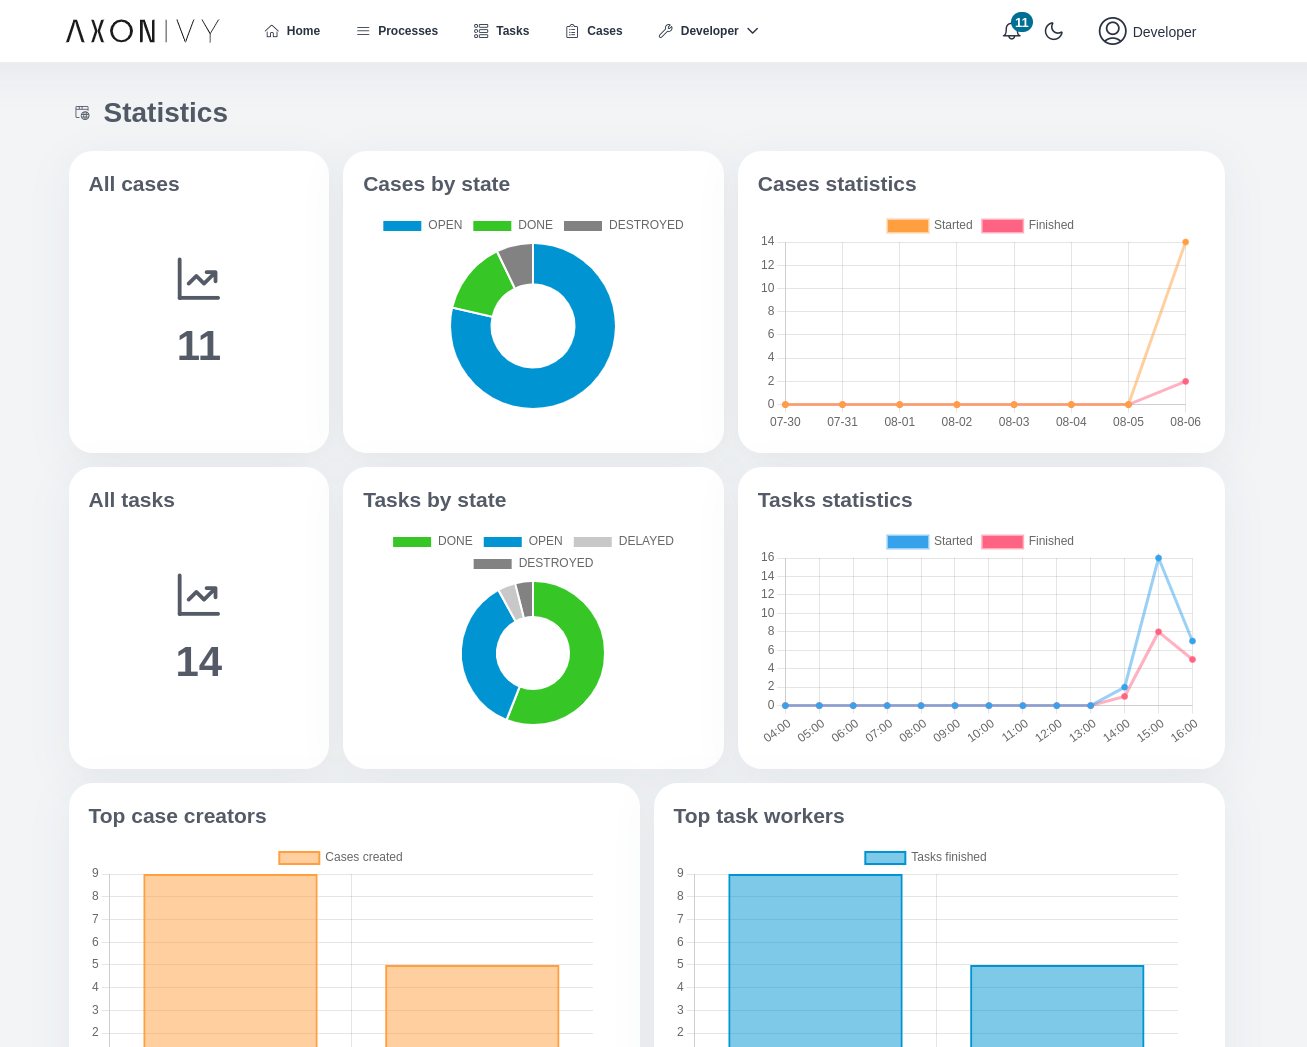 AXONIVY
Home
Processes
Tasks
Cases
Developer
11
Developer
Statistics
All cases
11
Cases by state
OPEN DONE DESTROYED
Cases statistics
Started Finished
14
12
10
8
6
4
2
0
07-30 07-31 08-01 08-02 08-03 08-04 08-05 08-06
All tasks
14
Tasks by state
DONE OPEN DELAYED
DESTROYED
Tasks statistics
Started Finished
16
14
12
10
8
6
4
2
0
04:00 05:00 06:00 07:00 08:00 09:00 10:00 11:00 12:00 13:00 14:00 15:00 16:00
Top case creators
Cases created
9
8
7
6
5
4
3
2
Top task workers
Tasks finished
9
8
7
6
5
4
3
2